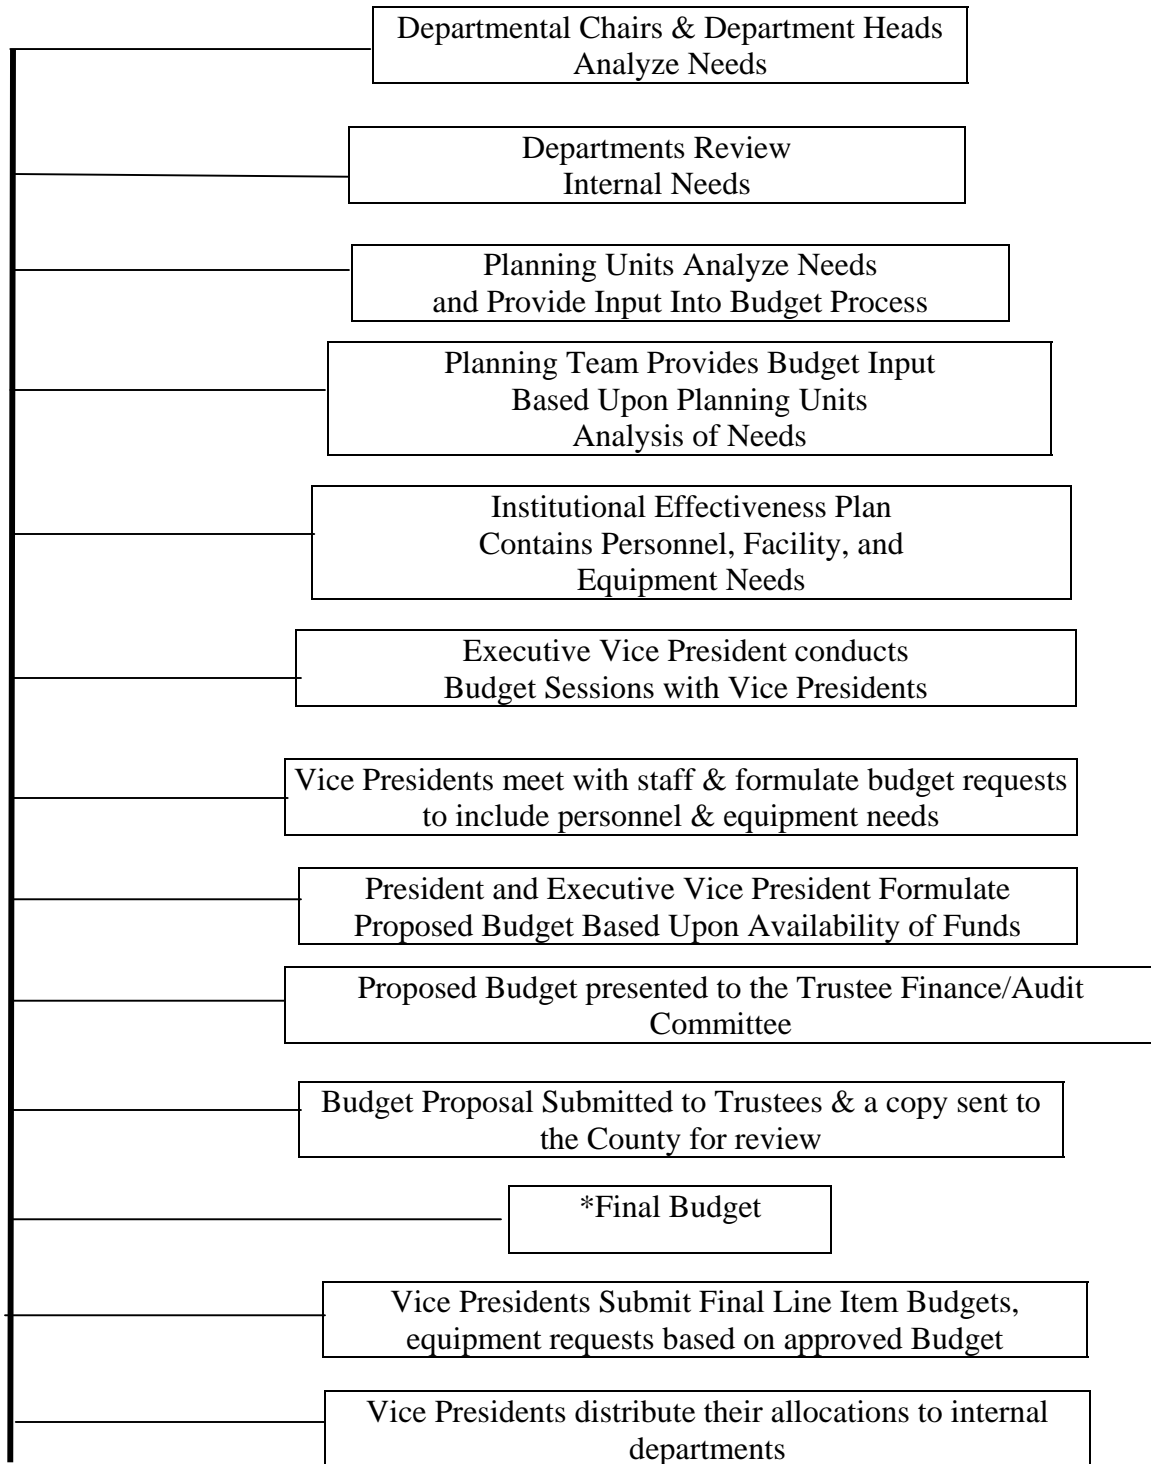 Departmental Chairs & Department Heads
Analyze Needs
Departments Review
Internal Needs
Planning Units Analyze Needs
and Provide Input Into Budget Process
Planning Team Provides Budget Input
Based Upon Planning Units
Analysis of Needs
Institutional Effectiveness Plan
Contains Personnel, Facility, and
Equipment Needs
Executive Vice President conducts
Budget Sessions with Vice Presidents
Vice Presidents meet with staff & formulate budget requests
to include personnel & equipment needs
President and Executive Vice President Formulate
Proposed Budget Based Upon Availability of Funds
Proposed Budget presented to the Trustee Finance/Audit
Committee
Budget Proposal Submitted to Trustees & a copy sent to
the County for review
*Final Budget
Vice Presidents Submit Final Line Item Budgets,
equipment requests based on approved Budget
Vice Presidents distribute their allocations to internal
departments